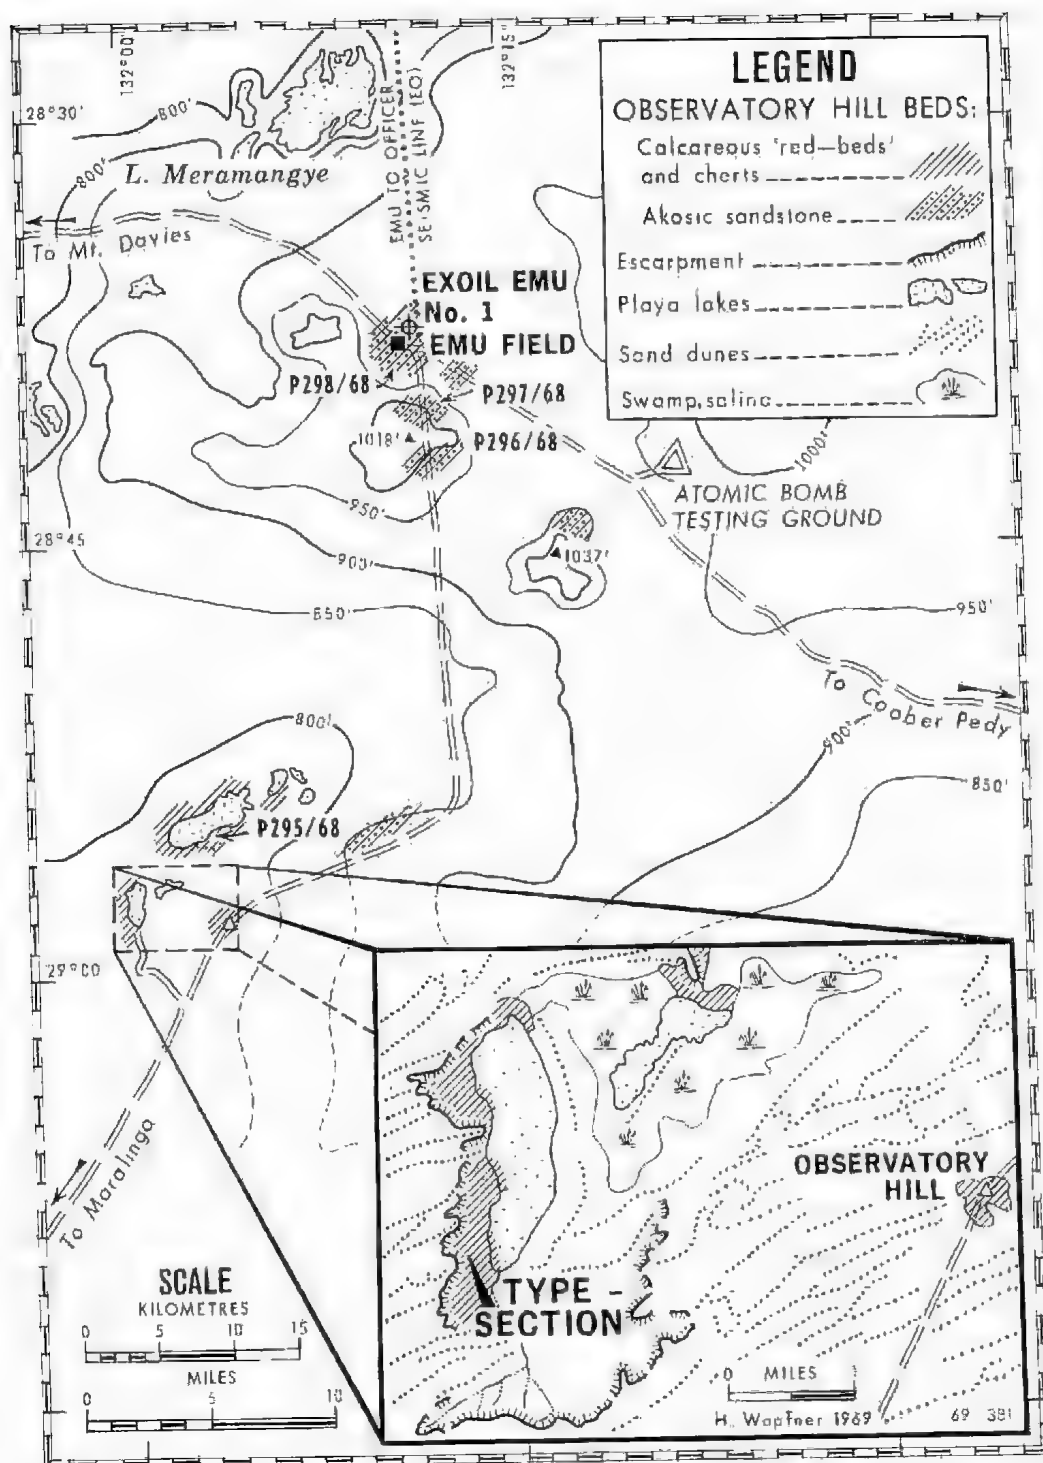 132°00'
132°15'
28°30'
800'
800'
L. Meramangye
EMU TO OFFICER
SEISMIC LINE (EO)
To Mt. Davies
LEGEND
OBSERVATORY HILL BEDS:
Calcareous 'red-beds'
and cherts
Akosic sandstone
Escarpment
Playa lakes
Sand dunes
Swamp, salina
EXOIL EMU
No. 1
EMU FIELD
P298/68
P297/68
1018'
P296/68
1000'
950'
ATOMIC BOMB
TESTING GROUND
28°45
900'
1037'
850'
950'
To Coober Pedy
800'
900'
850'
P295/68
29°00
To Maralinga
OBSERVATORY
HILL
TYPE-
SECTION
SCALE
KILOMETRES
0 5 10 15
MILES
0 5 10
0 MILES 1
H. Wopfner 1969
69 381